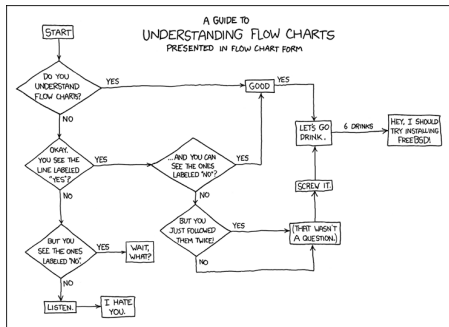 A GUIDE TO
UNDERSTANDING FLOW CHARTS
PRESENTED IN FLOW CHART FORM
START
DO YOU
UNDERSTAND
FLOW CHARTS?
YES
GOOD
YES
LET'S GO
DRINK.
6 DRINKS
HEY, I SHOULD
TRY INSTALLING
FREEBSD!
NO
OKAY.
YOU SEE THE
LINE LABELED
"YES"?
YES
...AND YOU CAN
SEE THE ONES
LABELED "NO"?
YES
NO
NO
BUT YOU
JUST FOLLOWED
THEM TWICE!
YES
NO
(THAT WASN'T
A QUESTION.)
SCREW IT.
BUT YOU
SEE THE ONES
LABELED "NO".
YES
WAIT,
WHAT?
NO
LISTEN.
I HATE
YOU.